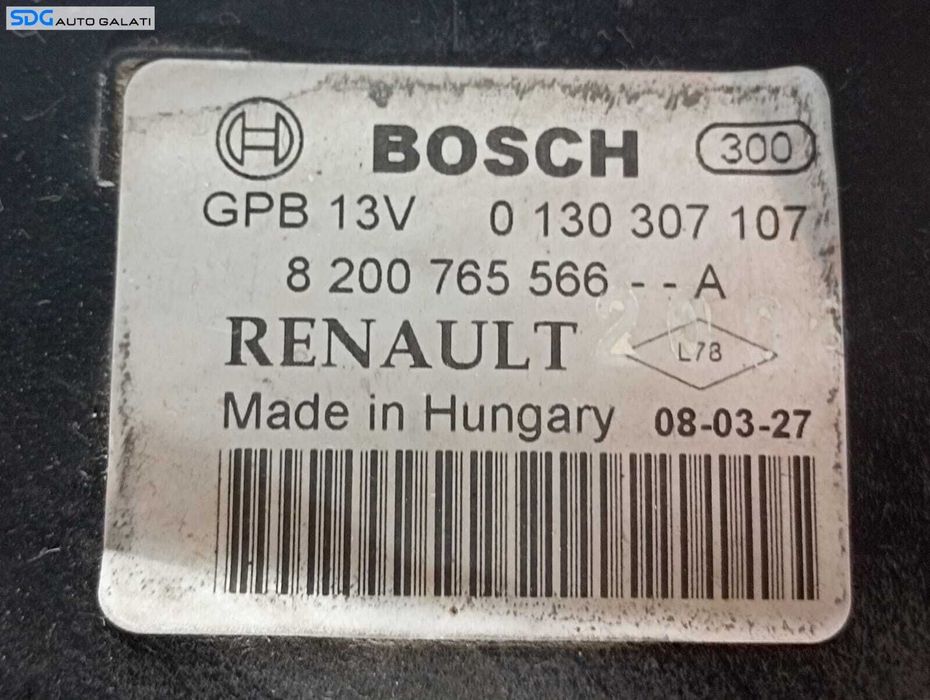 SDG AUTO GALATI
BOSCH 300
GPB 13V 0 130 307 107
8 200 765 566 - - A
RENAULT L78
Made in Hungary 08-03-27